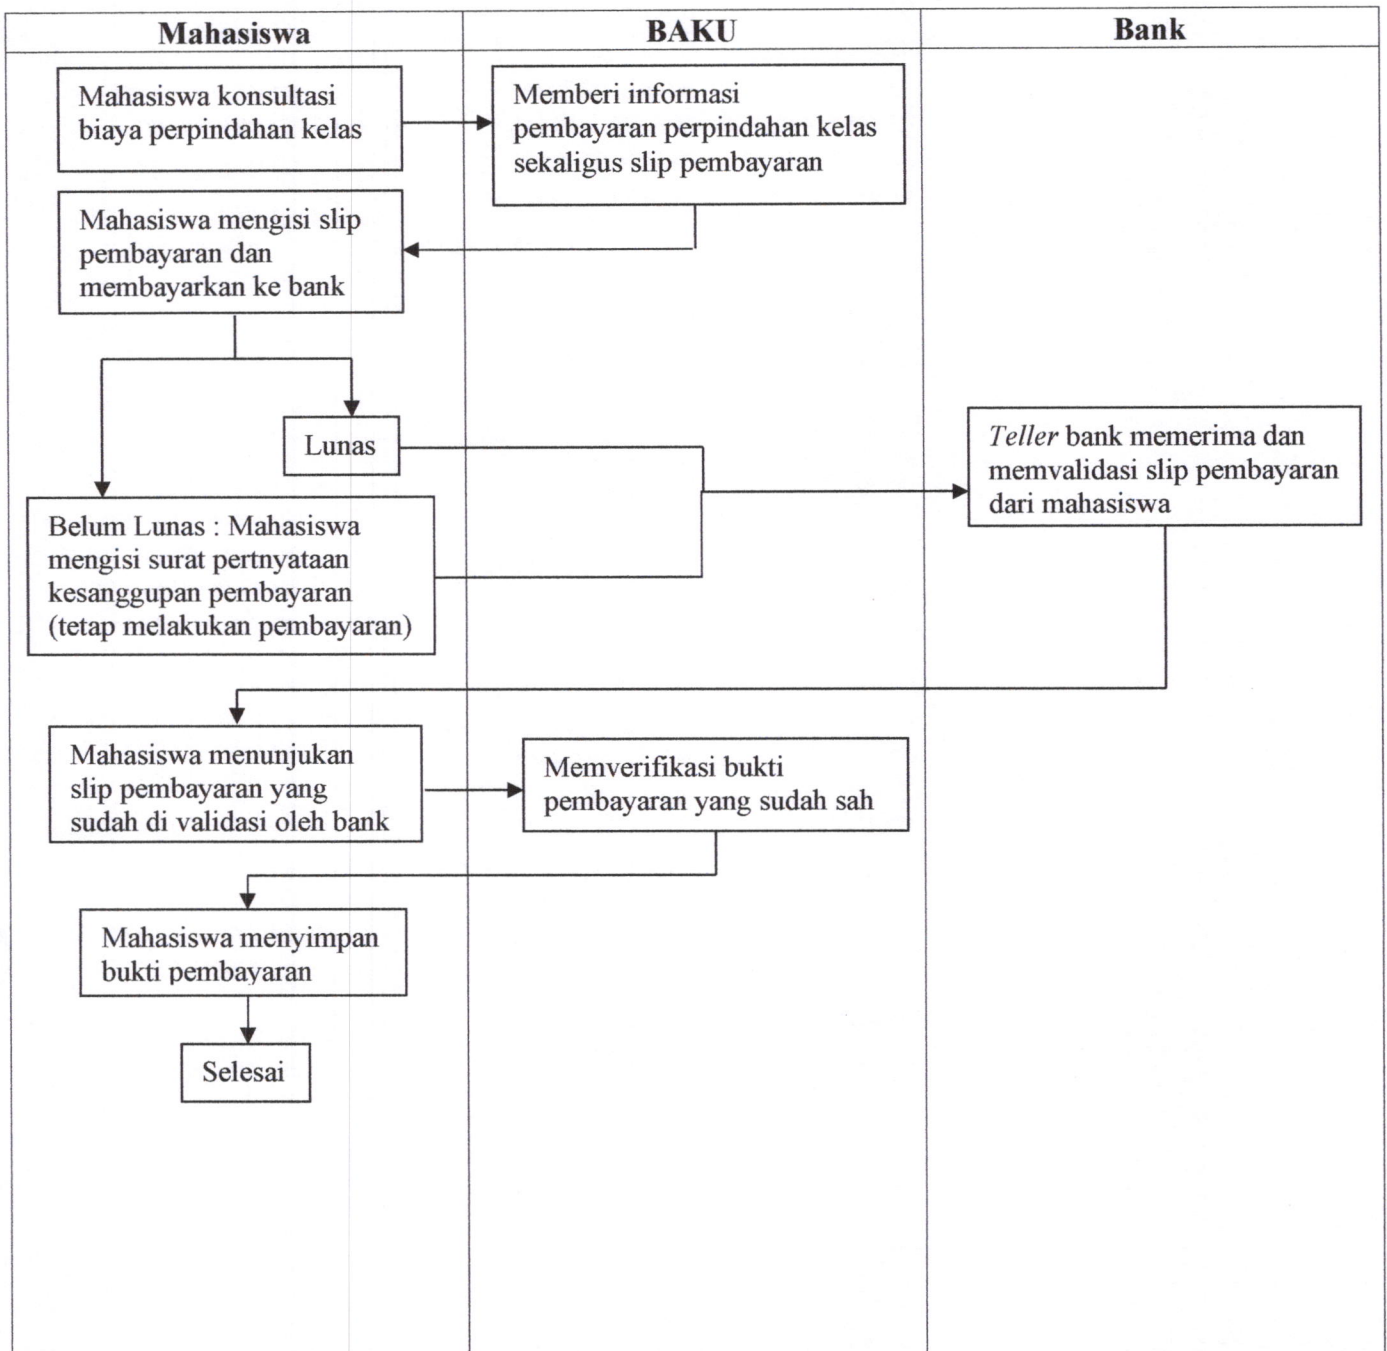 Mahasiswa
BAKU
Bank
Mahasiswa konsultasi
biaya perpindahan kelas
Memberi informasi
pembayaran perpindahan kelas
sekaligus slip pembayaran
Mahasiswa mengisi slip
pembayaran dan
membayarkan ke bank
Lunas
Teller bank memerima dan
memvalidasi slip pembayaran
dari mahasiswa
Belum Lunas : Mahasiswa
mengisi surat pertnyataan
kesanggupan pembayaran
(tetap melakukan pembayaran)
Mahasiswa menunjukan
slip pembayaran yang
sudah di validasi oleh bank
Memverifikasi bukti
pembayaran yang sudah sah
Mahasiswa menyimpan
bukti pembayaran
Selesai